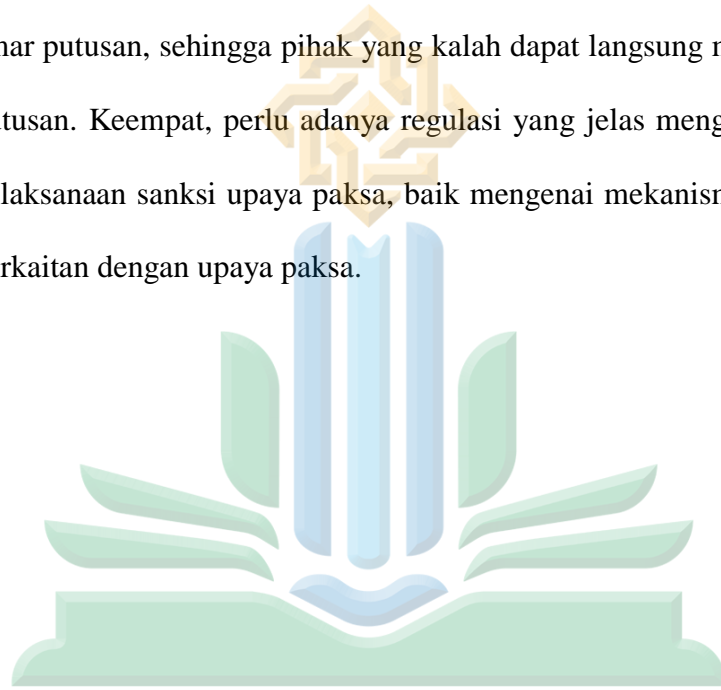 nar putusan, sehingga pihak yang kalah dapat langsung
utusan. Keempat, perlu adanya regulasi yang jelas meng
laksanaan sanksi upaya paksa, baik mengenai mekanism
rkaitan dengan upaya paksa.